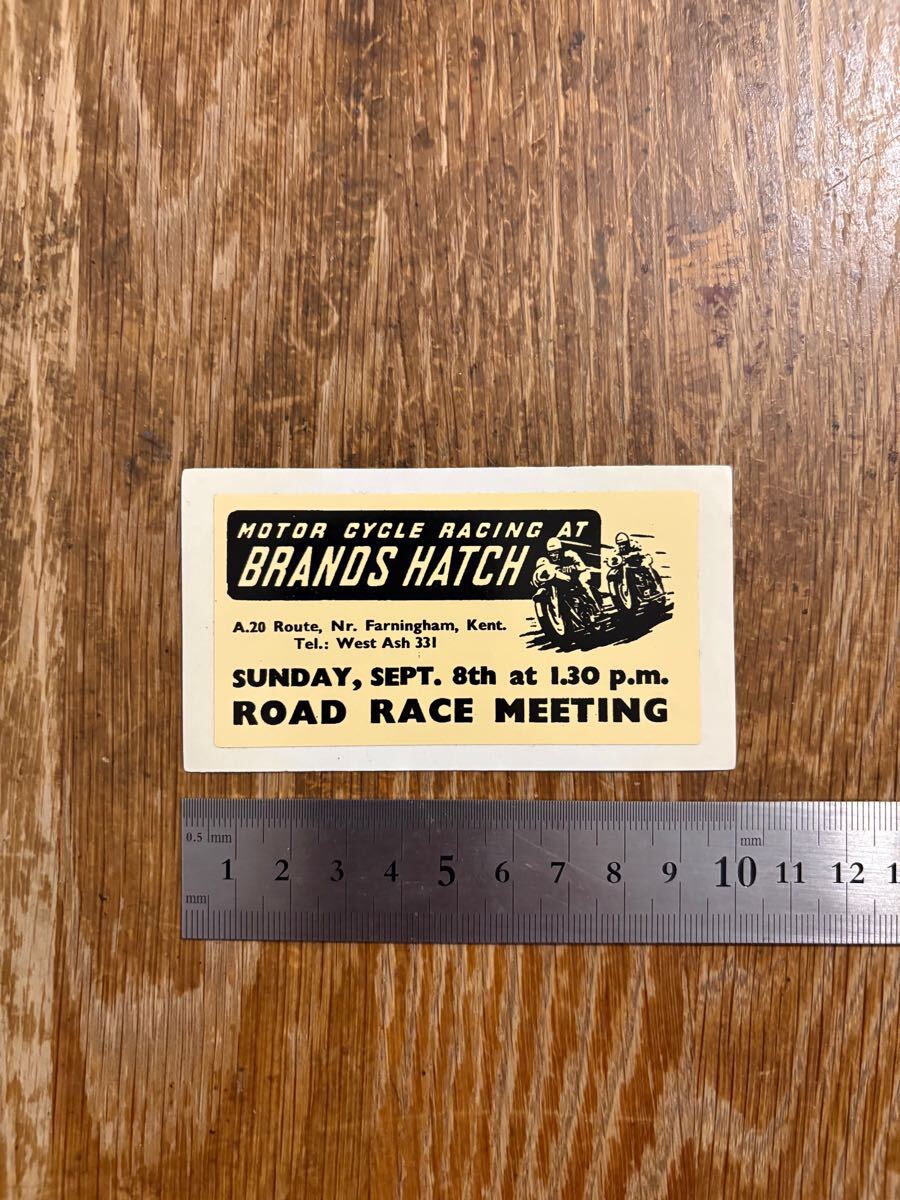 MOTOR CYCLE RACING AT
BRANDS HATCH
A.20 Route, Nr. Farningham, Kent.
Tel.: West Ash 331
SUNDAY, SEPT. 8th at 1.30 p.m.
ROAD RACE MEETING
0.5 mm
mm
1 2 3 4 5 6 7 8 9 10 11 12 1
mm